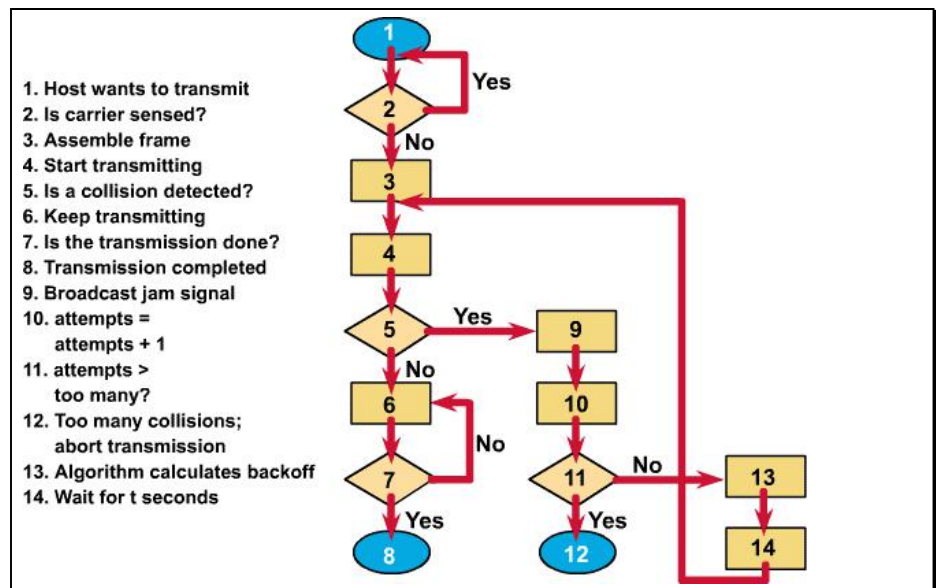 1. Host wants to transmit
2. Is carrier sensed?
3. Assemble frame
4. Start transmitting
5. Is a collision detected?
6. Keep transmitting
7. Is the transmission done?
8. Transmission completed
9. Broadcast jam signal
10. attempts =
attempts + 1
11. attempts >
too many?
12. Too many collisions;
abort transmission
13. Algorithm calculates backoff
14. Wait for t seconds
1
Yes
2
No
3
4
5
Yes
9
No
6
10
No
7
11
No
13
Yes
Yes
14
8
12